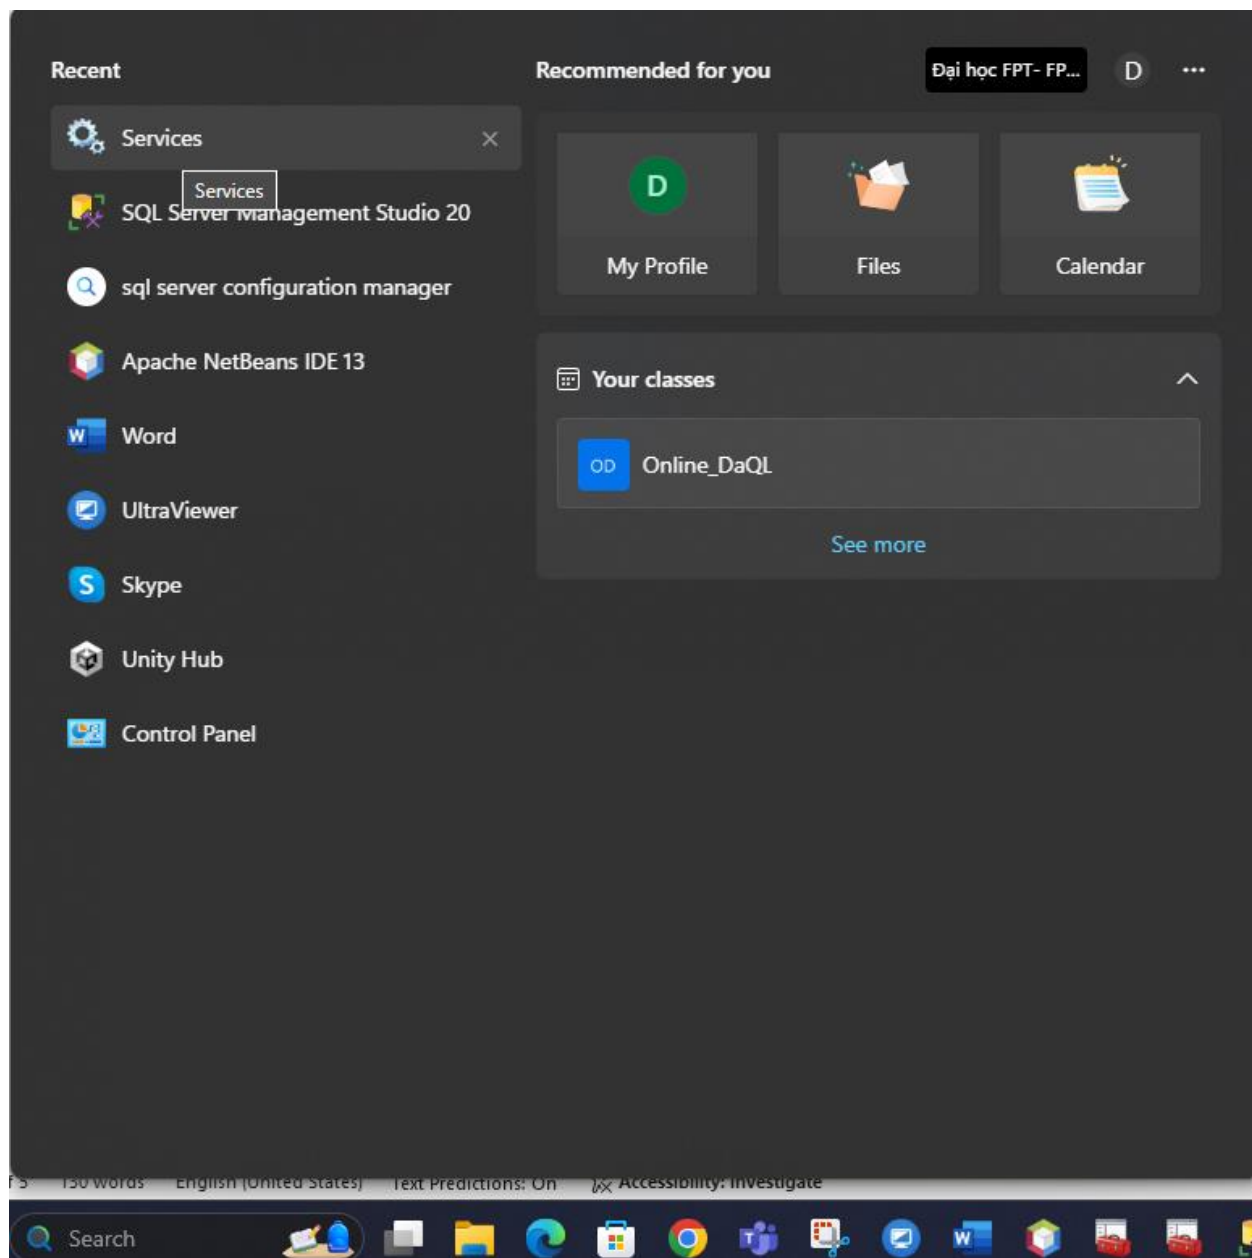 Recent
Services
Services
SQL Server Management Studio 20
sql server configuration manager
Apache NetBeans IDE 13
Word
UltraViewer
Skype
Unity Hub
Control Panel
Recommended for you
Đại học FPT- FP...
D
D
My Profile
Files
Calendar
Your classes
OD
Online_DaQL
See more
5 130 words English (United States) Text Predictions: On Accessibility: Investigate
Search